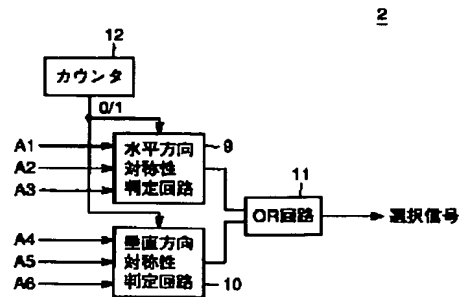 2
12
カウンタ
0/1
A1
A2
A3
水平方向
対称性
判定回路
9
11
OR回路
選択信号
A4
A5
A6
垂直方向
対称性
判定回路
10